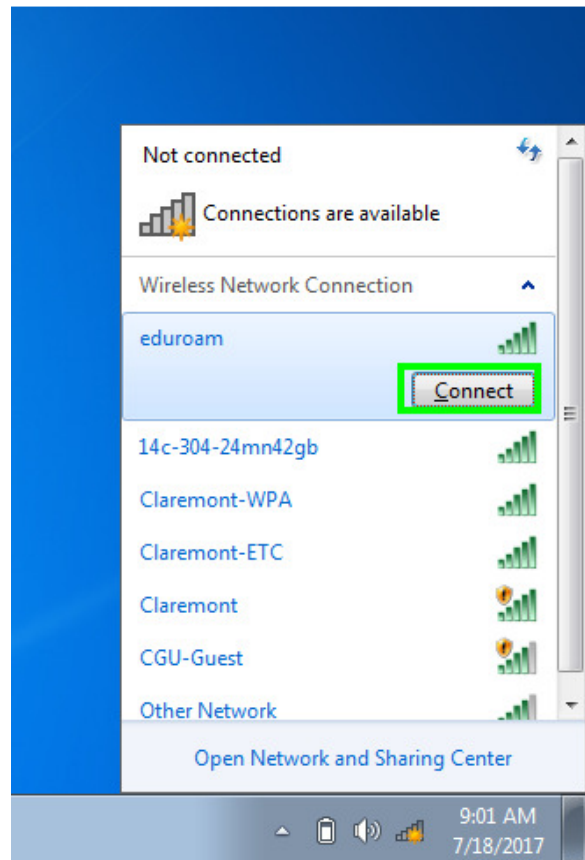 Not connected
Connections are available
Wireless Network Connection
eduroam
Connect
14c-304-24mn42gb
Claremont-WPA
Claremont-ETC
Claremont
CGU-Guest
Other Network
Open Network and Sharing Center
9:01 AM
7/18/2017